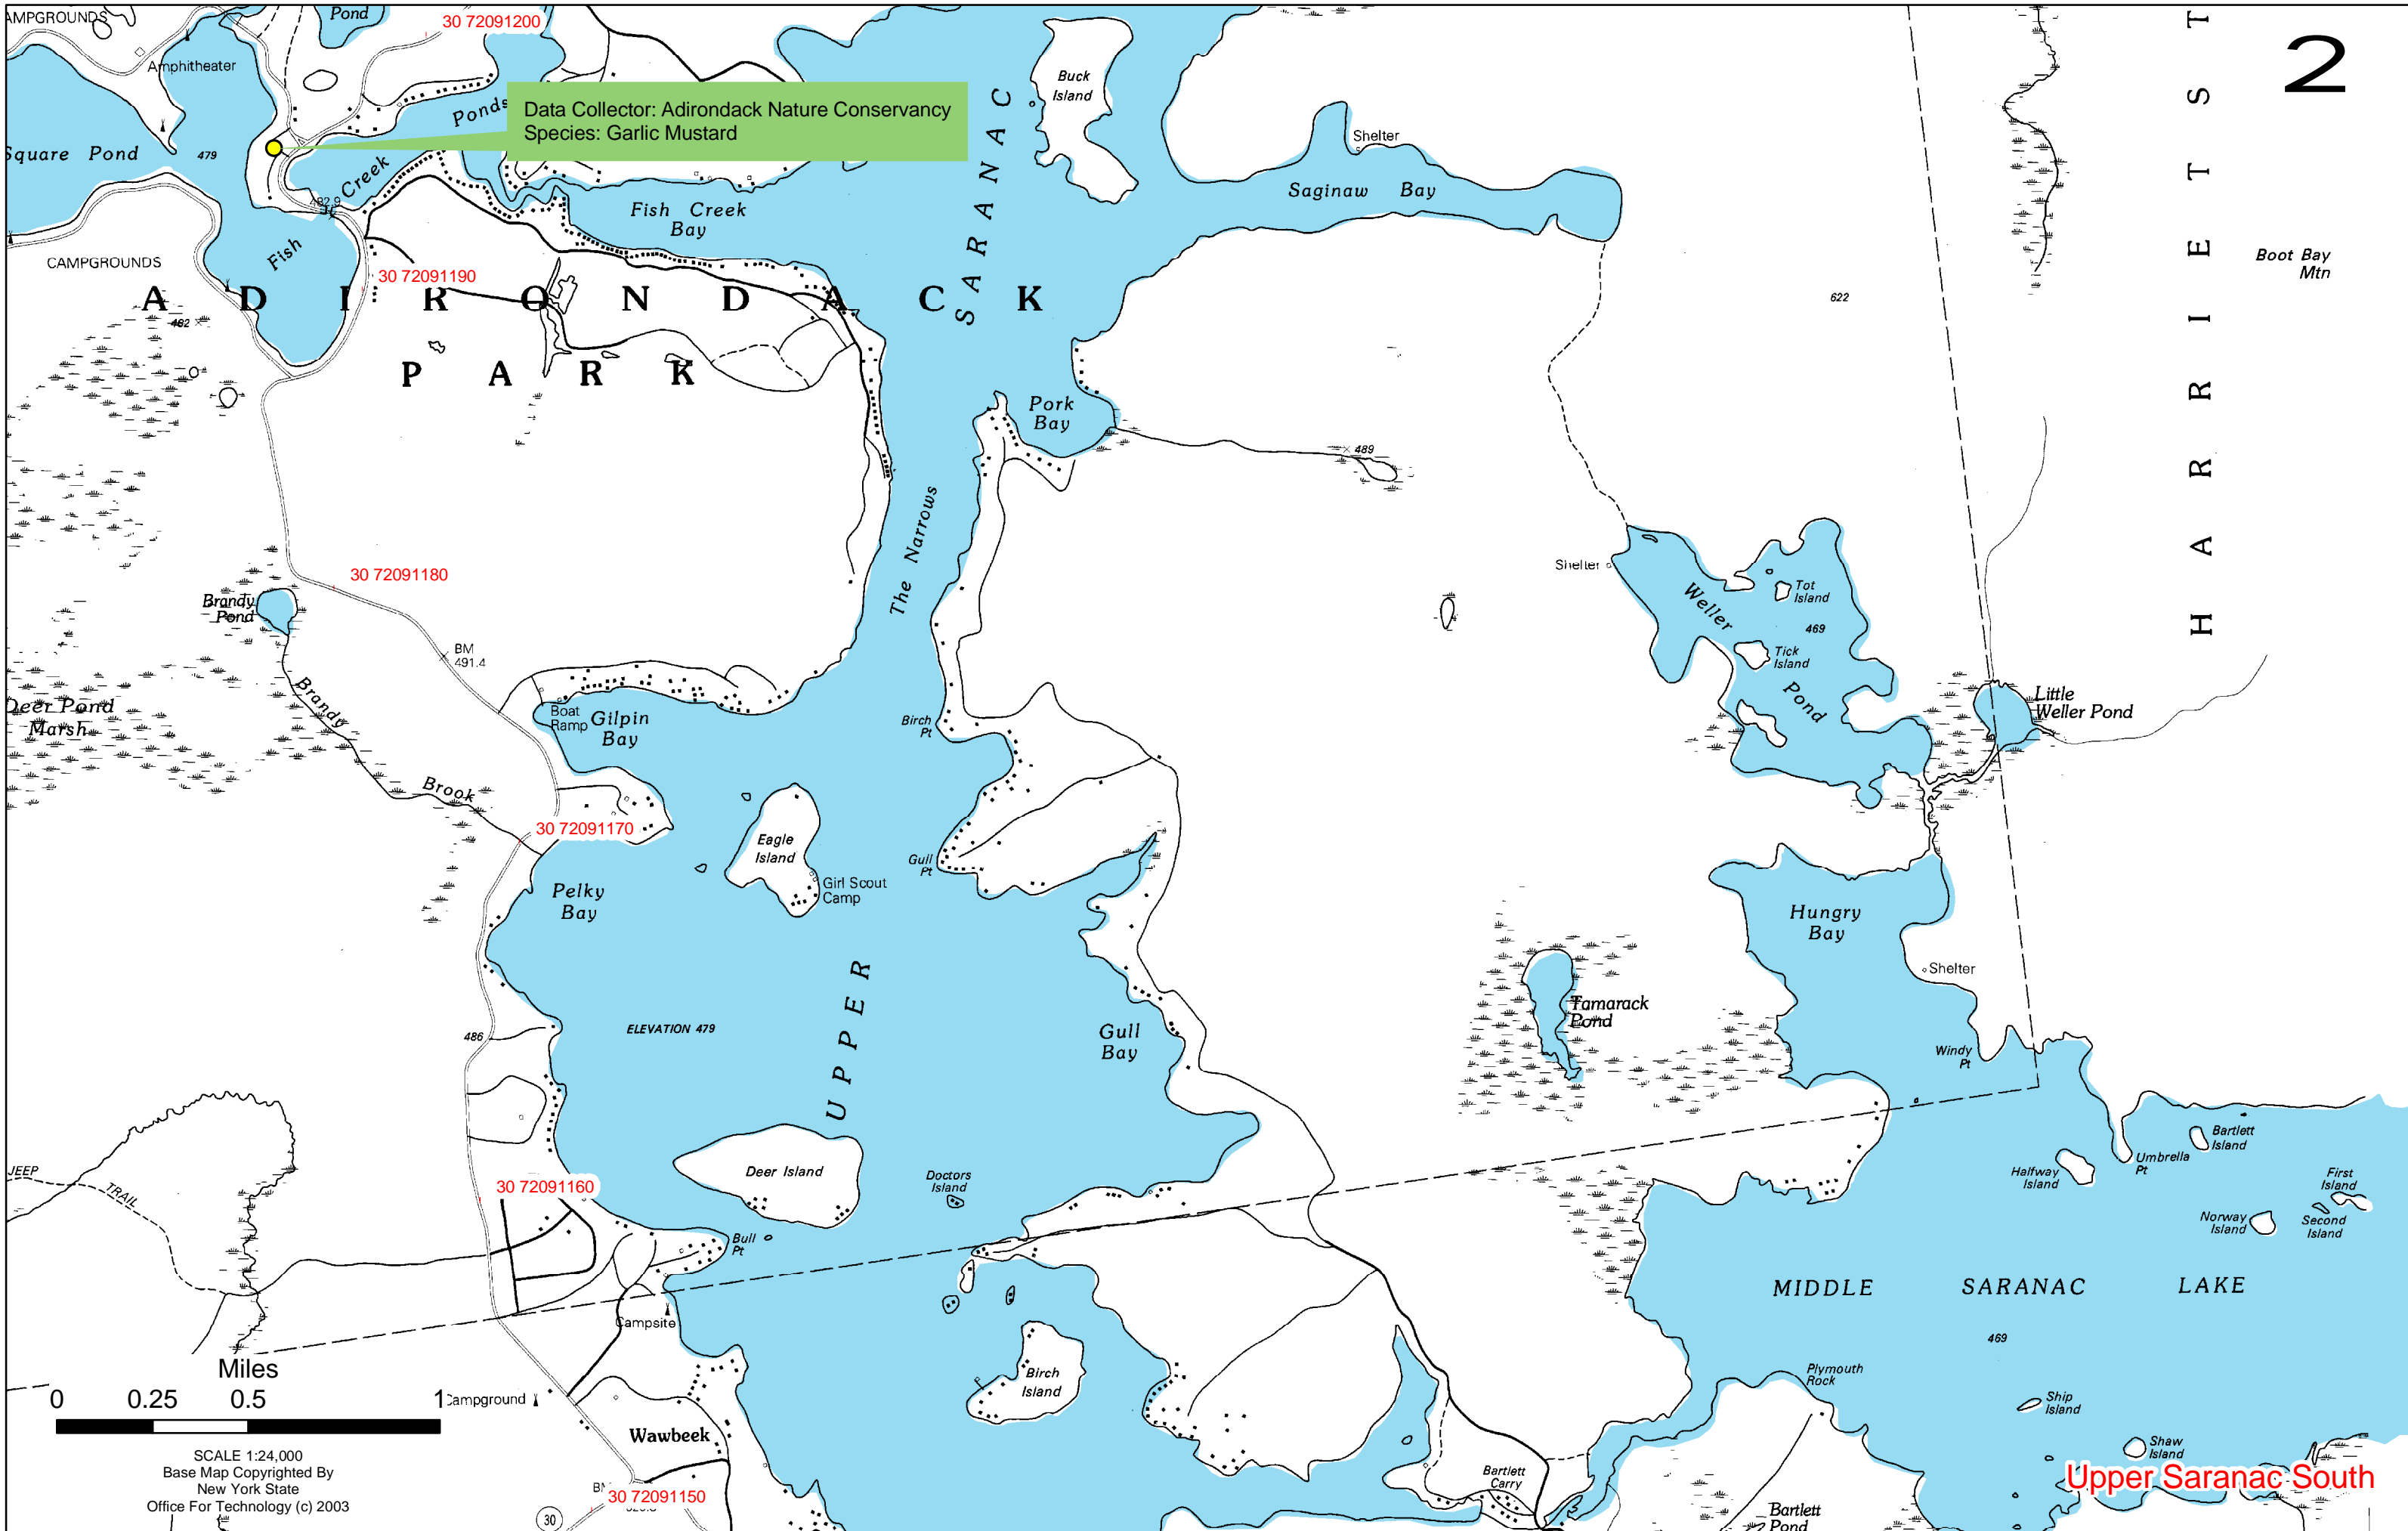 AMPGROUNDS
Pond
30 72091200
2
Amphitheater
Buck
Island
Ponds
Data Collector: Adirondack Nature Conservancy
Species: Garlic Mustard
Shelter
Square Pond
479
Creek
482.9
Saginaw Bay
Fish Creek
Bay
Fish
CAMPGROUNDS
30 72091190
SARANAC
HARRIETST
Boot Bay
Mtn
622
ADIRONDACK
PARK
482
Pork
Bay
489
The Narrows
30 72091180
Shelter
Brandy
Pond
BM
491.4
Weller
Pond
Tot
Island
469
Tick
Island
Little
Weller Pond
Deer Pond
Marsh
Brandy
Brook
Boat
Ramp
Gilpin
Bay
Birch
Pt
30 72091170
Eagle
Island
Gull
Pt
Girl Scout
Camp
Pelky
Bay
Hungry
Bay
Shelter
Tamarack
Pond
ELEVATION 479
486
UPPER
Gull
Bay
Windy
Pt
JEEP
TRAIL
Deer Island
Doctors
Island
30 72091160
Bull
Pt
Halfway
Island
Umbrella
Pt
Bartlett
Island
First
Island
Norway
Island
Second
Island
MIDDLE SARANAC LAKE
469
Campsite
Birch
Island
Plymouth
Rock
Ship
Island
Miles
0 0.25 0.5 1
Campground
Wawbeek
SCALE 1:24,000
Base Map Copyrighted By
New York State
Office For Technology (c) 2003
30 72091150
30
Bartlett
Carry
Shaw
Island
Upper Saranac South
Bartlett
Pond